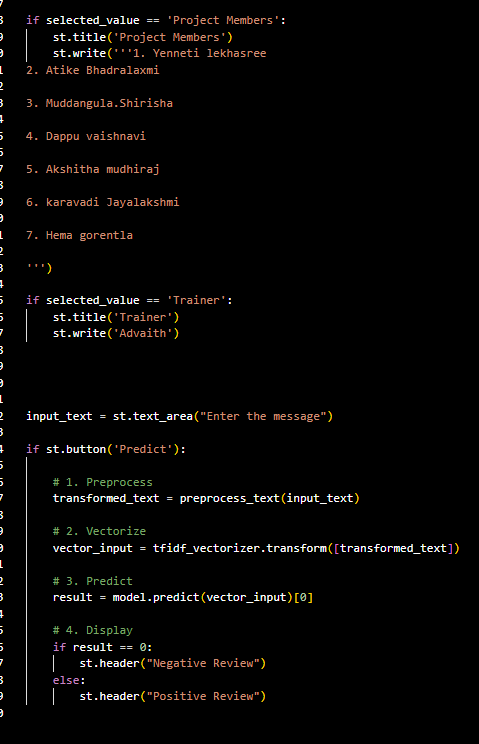 if selected_value == 'Project Members':
    st.title('Project Members')
    st.write('''1. Yenneti lekhasree
2. Atike Bhadralaxmi
3. Muddangula.Shirisha
4. Dappu vaishnavi
5. Akshitha mudhiraj
6. karavadi Jayalakshmi
7. Hema gorentla
''')
if selected_value == 'Trainer':
    st.title('Trainer')
    st.write('Advaith')
input_text = st.text_area("Enter the message")
if st.button('Predict'):
    # 1. Preprocess
    transformed_text = preprocess_text(input_text)
    # 2. Vectorize
    vector_input = tfidf_vectorizer.transform([transformed_text])
    # 3. Predict
    result = model.predict(vector_input)[0]
    # 4. Display
    if result == 0:
        st.header("Negative Review")
    else:
        st.header("Positive Review")